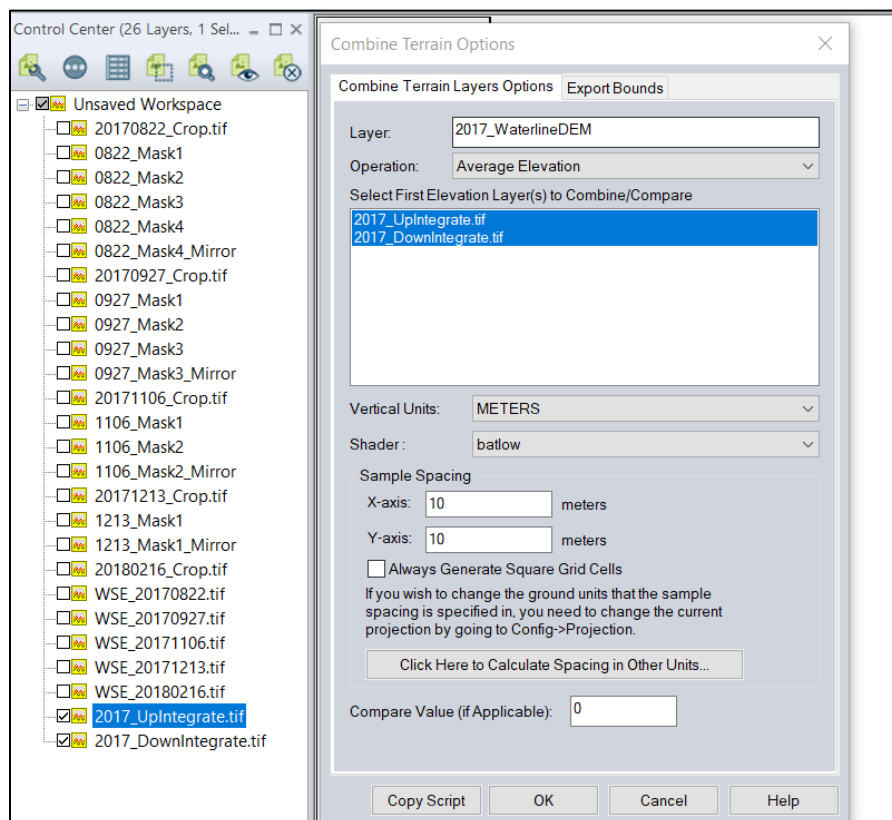 Control Center (26 Layers, 1 Sel...
Unsaved Workspace
20170822_Crop.tif
0822_Mask1
0822_Mask2
0822_Mask3
0822_Mask4
0822_Mask4_Mirror
20170927_Crop.tif
0927_Mask1
0927_Mask2
0927_Mask3
0927_Mask3_Mirror
20171106_Crop.tif
1106_Mask1
1106_Mask2
1106_Mask2_Mirror
20171213_Crop.tif
1213_Mask1
1213_Mask1_Mirror
20180216_Crop.tif
WSE_20170822.tif
WSE_20170927.tif
WSE_20171106.tif
WSE_20171213.tif
WSE_20180216.tif
2017_UpIntegrate.tif
2017_DownIntegrate.tif
Combine Terrain Options
Combine Terrain Layers Options Export Bounds
Layer: 2017_WaterlineDEM
Operation: Average Elevation
Select First Elevation Layer(s) to Combine/Compare
2017_UpIntegrate.tif
2017_DownIntegrate.tif
Vertical Units: METERS
Shader: batlow
Sample Spacing
X-axis: 10 meters
Y-axis: 10 meters
Always Generate Square Grid Cells
If you wish to change the ground units that the sample
spacing is specified in, you need to change the current
projection by going to Config->Projection.
Click Here to Calculate Spacing in Other Units...
Compare Value (if Applicable): 0
Copy Script OK Cancel Help